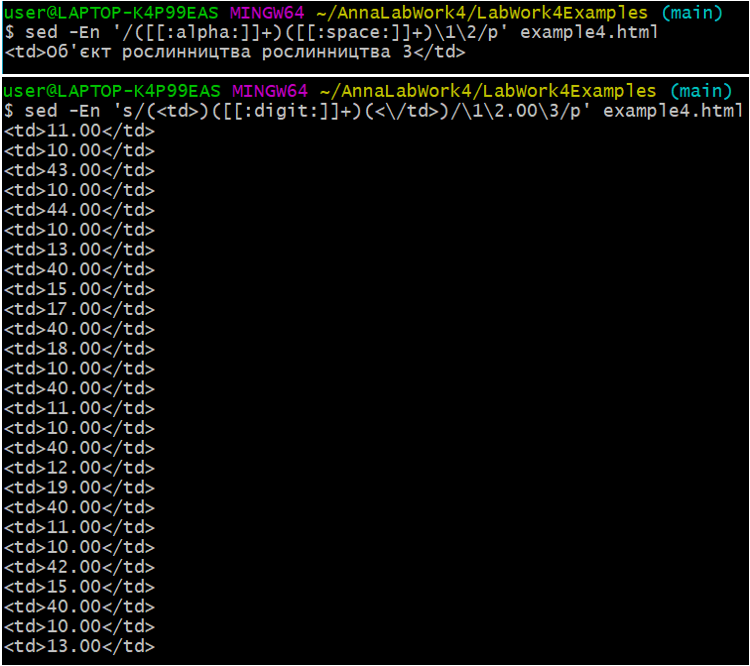 user@LAPTOP-K4P99EAS MINGW64 ~/AnnaLabWork4/LabWork4Examples (main)
$ sed -En '/([[:alpha:]]+)([[:space:]]+)\1\2/p' example4.html
<td>Об'єкт рослинництва рослинництва 3</td>
user@LAPTOP-K4P99EAS MINGW64 ~/AnnaLabWork4/LabWork4Examples (main)
$ sed -En 's/(<td>)([[:digit:]]+)(<\/td>)/\1\2.00\3/p' example4.html
<td>11.00</td>
<td>10.00</td>
<td>43.00</td>
<td>10.00</td>
<td>44.00</td>
<td>10.00</td>
<td>13.00</td>
<td>40.00</td>
<td>15.00</td>
<td>17.00</td>
<td>40.00</td>
<td>18.00</td>
<td>10.00</td>
<td>40.00</td>
<td>11.00</td>
<td>10.00</td>
<td>40.00</td>
<td>12.00</td>
<td>19.00</td>
<td>40.00</td>
<td>11.00</td>
<td>10.00</td>
<td>42.00</td>
<td>15.00</td>
<td>40.00</td>
<td>10.00</td>
<td>13.00</td>